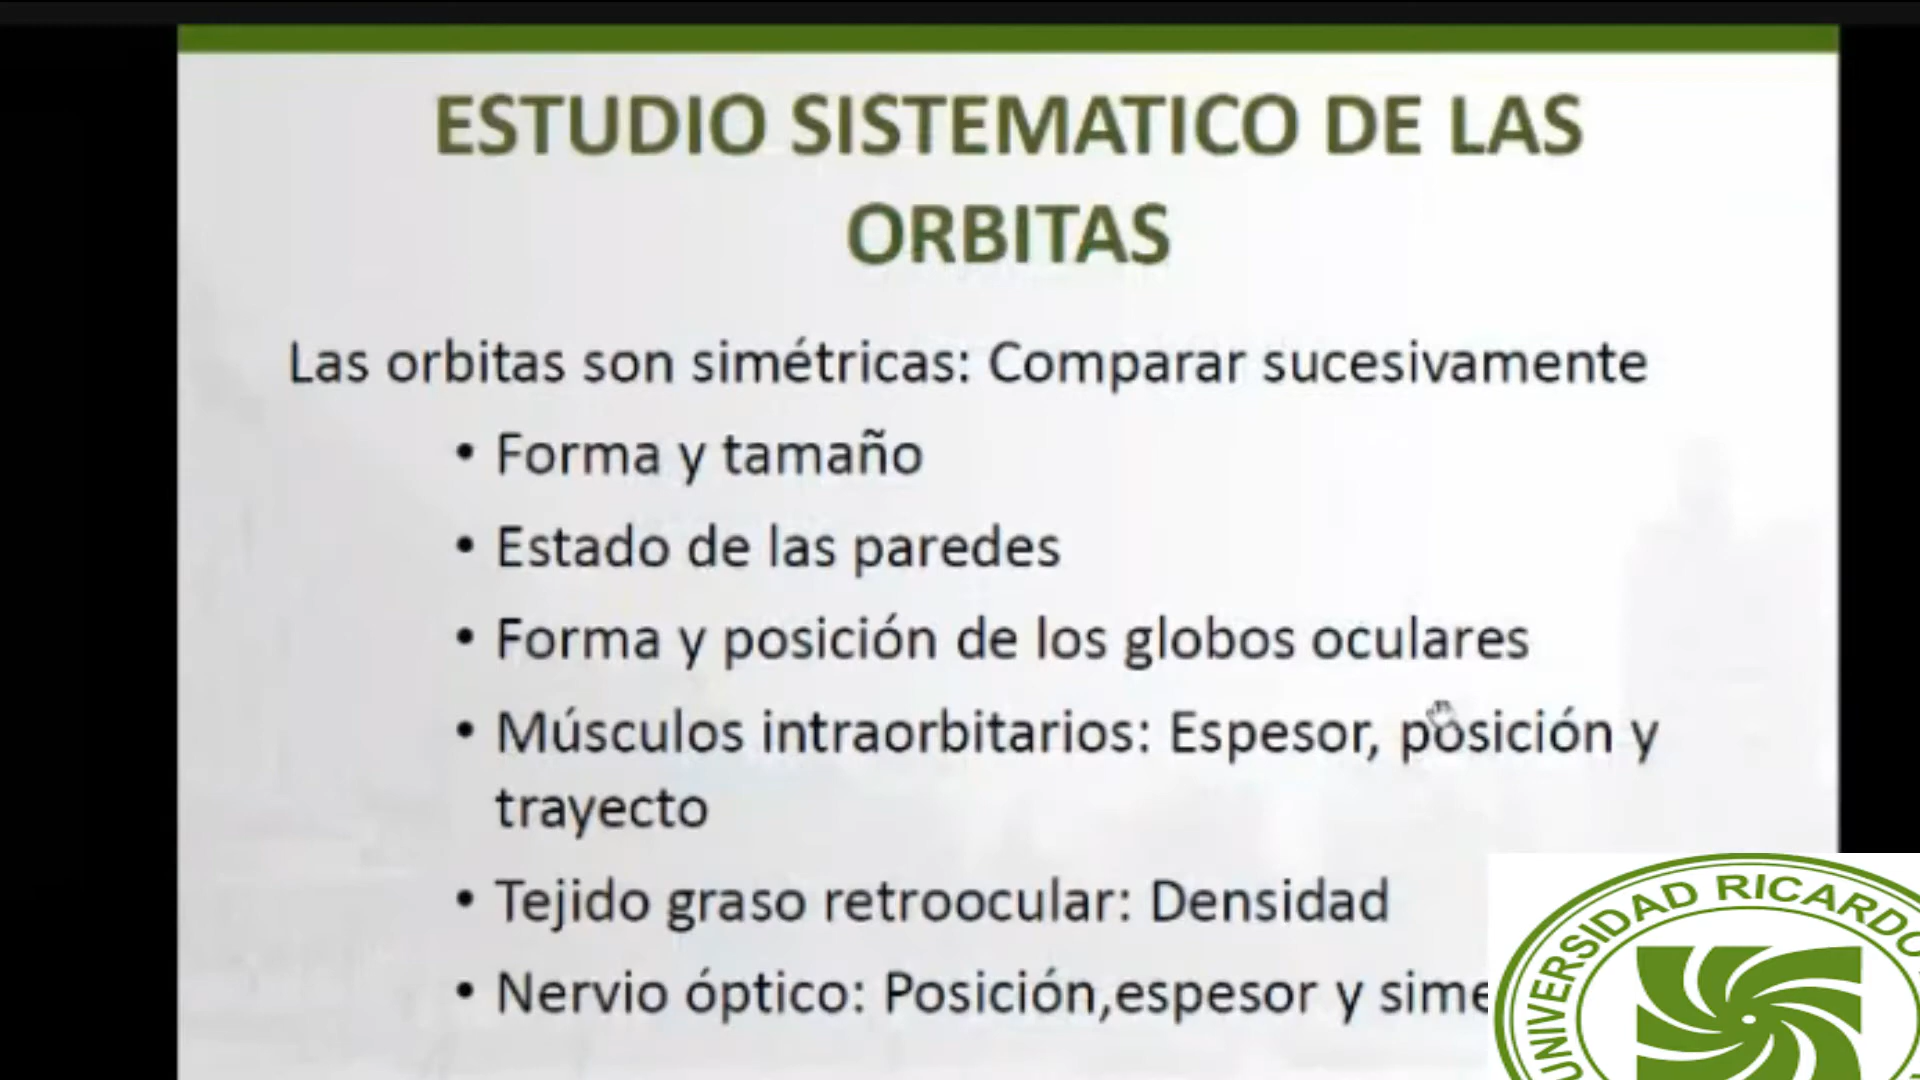 ESTUDIO SISTEMATICO DE LAS
ORBITAS
Las orbitas son simétricas: Comparar sucesivamente
• Forma y tamaño
• Estado de las paredes
• Forma y posición de los globos oculares
• Músculos intraorbitarios: Espesor, posición y
trayecto
• Tejido graso retroocular: Densidad
• Nervio óptico: Posición,espesor y sime
UNIVERSIDAD RICARDO